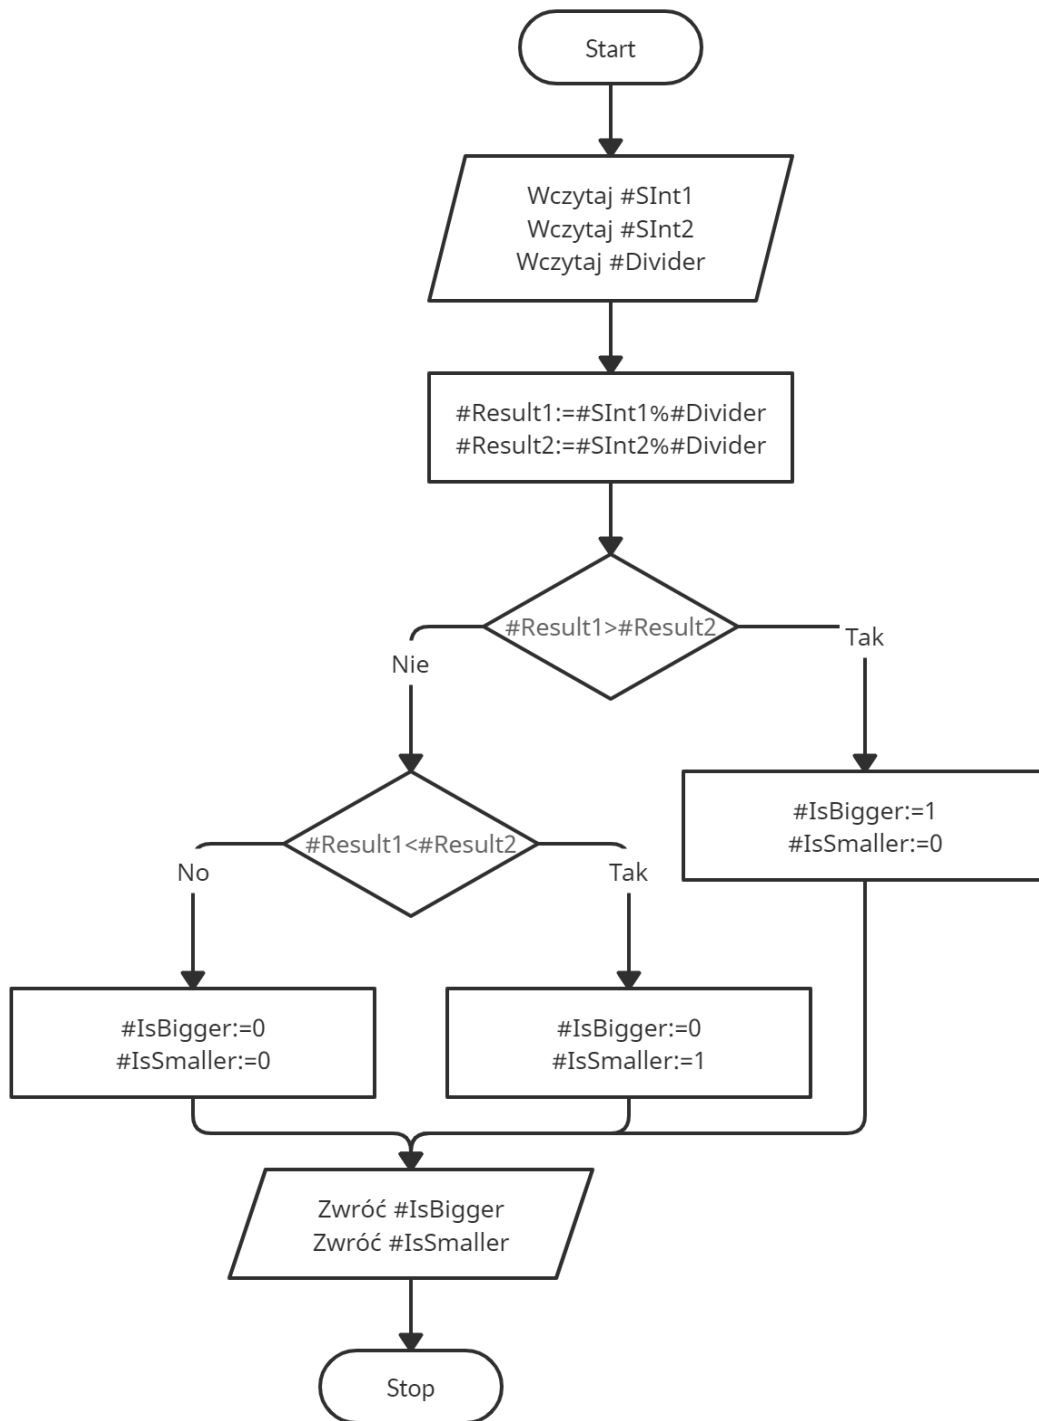 Start
Wczytaj #SInt1
Wczytaj #SInt2
Wczytaj #Divider
#Result1:=#SInt1%#Divider
#Result2:=#SInt2%#Divider
#Result1>#Result2
Tak
Nie
#IsBigger:=1
#IsSmaller:=0
#Result1<#Result2
No
Tak
#IsBigger:=0
#IsSmaller:=0
#IsBigger:=0
#IsSmaller:=1
Zwróć #IsBigger
Zwróć #IsSmaller
Stop